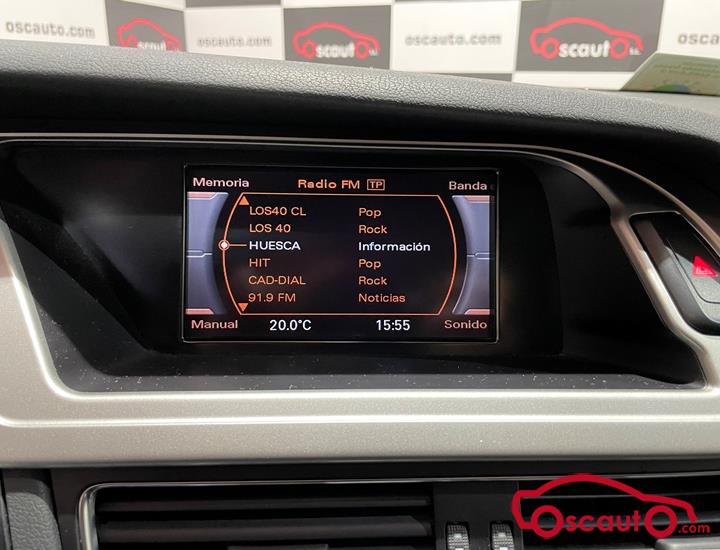 oscauto.com
Oscauto S.L.
oscauto.com
Oscauto S.L.
oscauto.com
Memoria Radio FM TP Banda
LOS40 CL Pop
LOS 40 Rock
HUESCA Información
HIT Pop
CAD-DIAL Rock
91.9 FM Noticias
Manual 20.0°C 15:55 Sonido
Oscauto.com